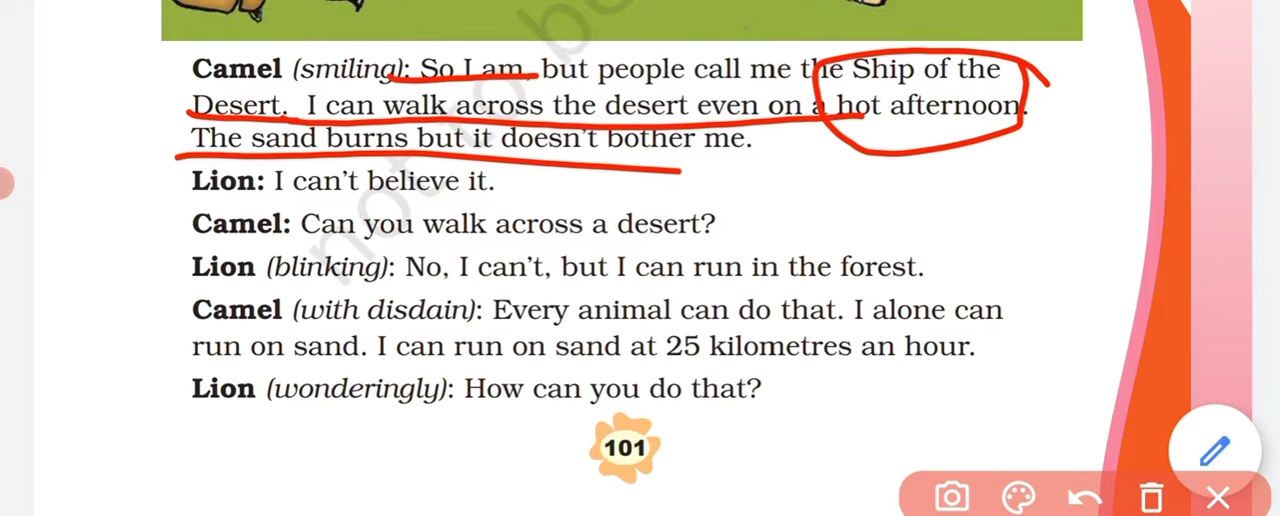 Camel (smiling): So I am, but people call me the Ship of the
Desert. I can walk across the desert even on a hot afternoon.
The sand burns but it doesn't bother me.
Lion: I can't believe it.
Camel: Can you walk across a desert?
Lion (blinking): No, I can't, but I can run in the forest.
Camel (with disdain): Every animal can do that. I alone can
run on sand. I can run on sand at 25 kilometres an hour.
Lion (wonderingly): How can you do that?
101
not to be